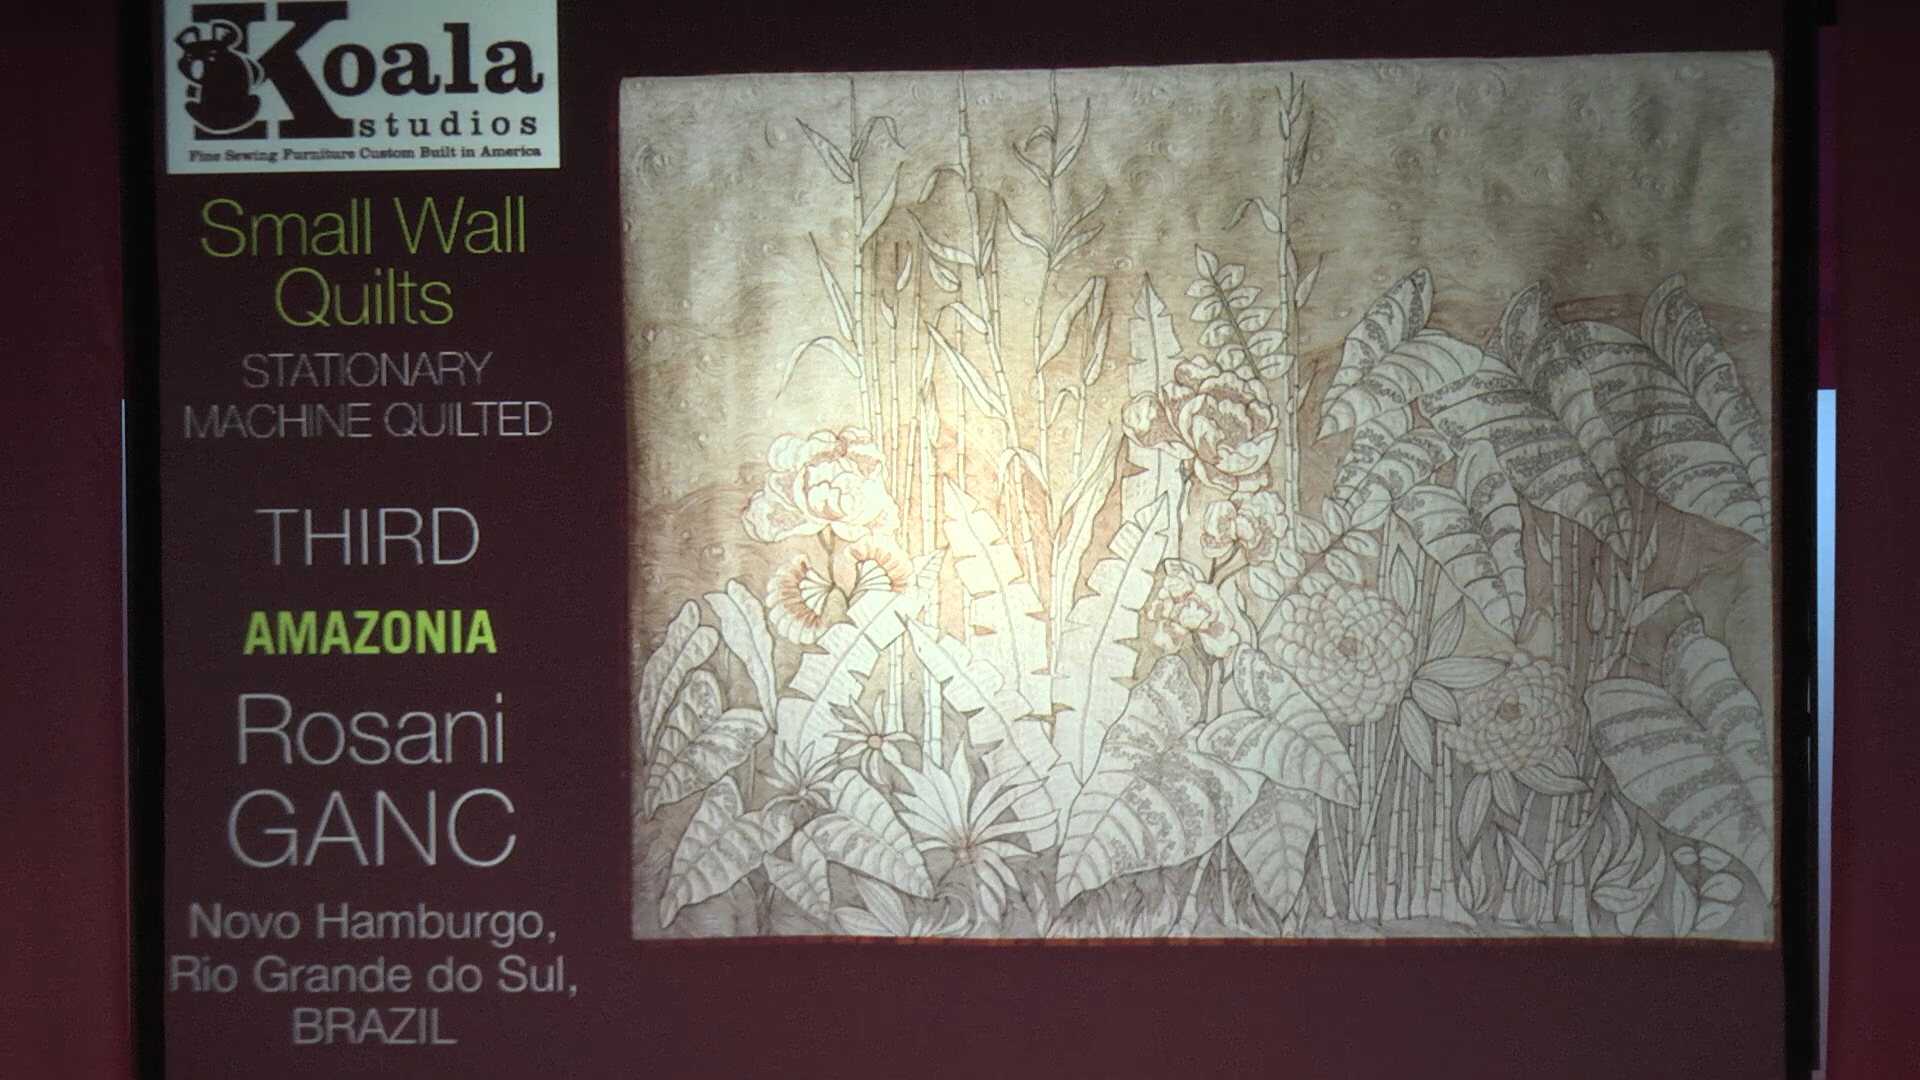 Koala
studios
Fine Sewing Furniture Custom Built in America
Small Wall
Quilts
STATIONARY
MACHINE QUILTED
THIRD
AMAZONIA
Rosani
GANC
Novo Hamburgo,
Rio Grande do Sul,
BRAZIL